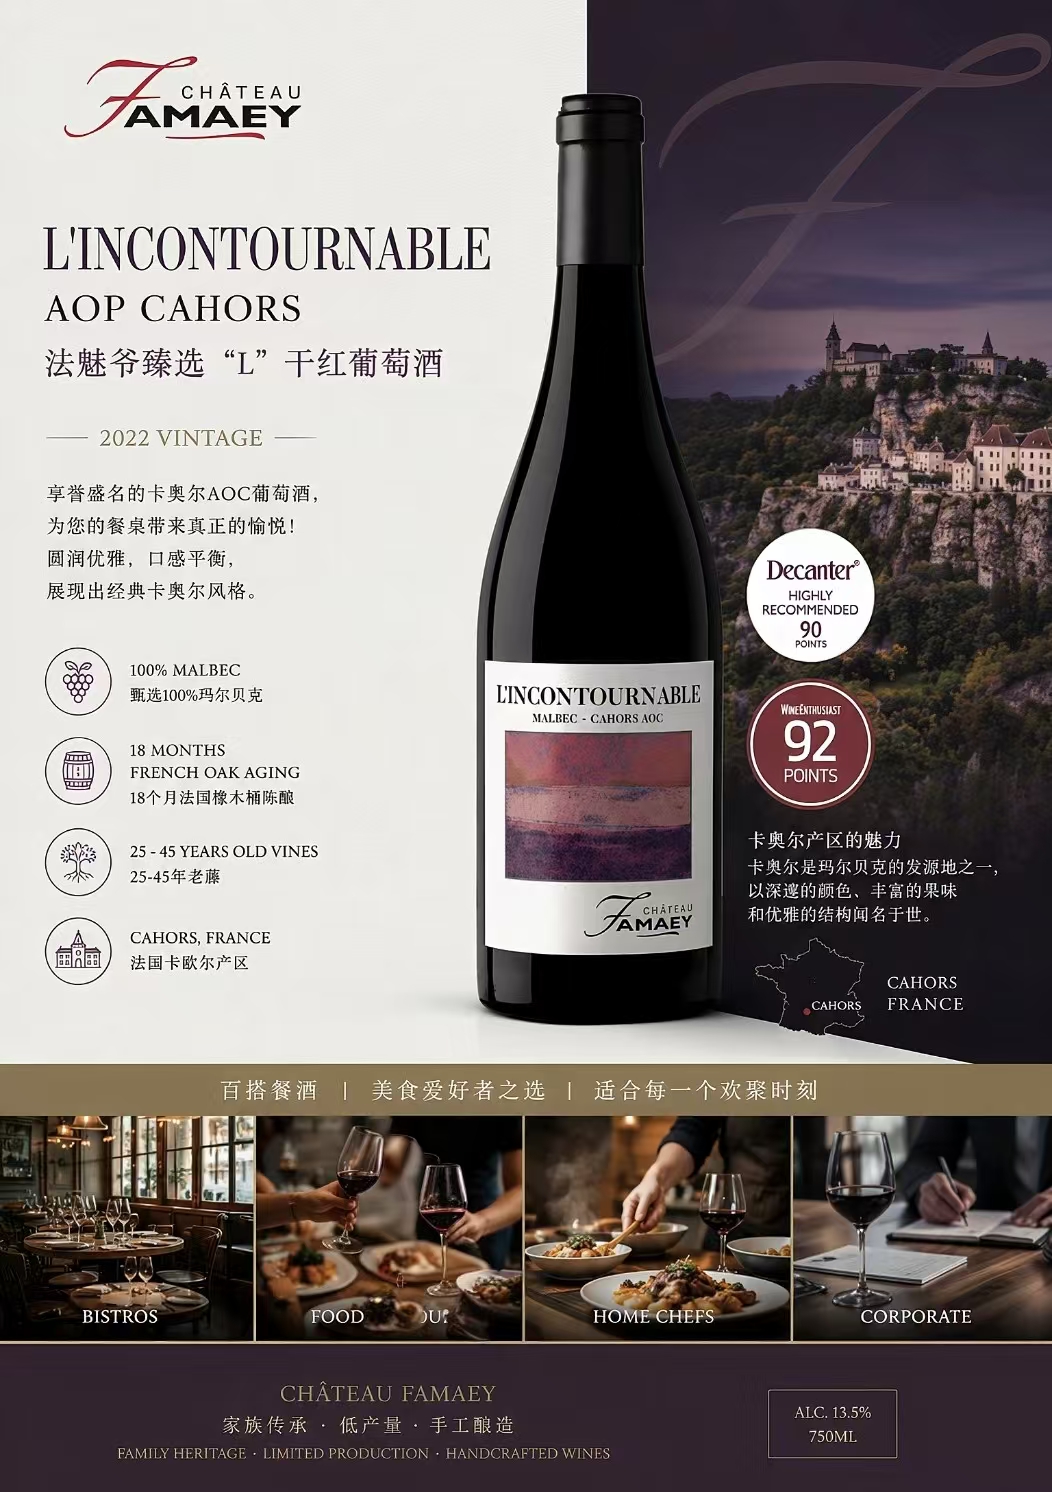 CHÂTEAU
FAMAEY
L'INCONTOURNABLE
AOP CAHORS
法魅爷臻选“L”干红葡萄酒
2022 VINTAGE
享誉盛名的卡奥尔AOC葡萄酒，
为您的餐桌带来真正的愉悦！
圆润优雅，口感平衡，
展现出经典卡奥尔风格。
100% MALBEC
甄选100%玛尔贝克
18 MONTHS
FRENCH OAK AGING
18个月法国橡木桶陈酿
25 - 45 YEARS OLD VINES
25-45年老藤
CAHORS, FRANCE
法国卡欧尔产区
L'INCONTOURNABLE
MALBEC - CAHORS AOC
CHÂTEAU
FAMAEY
Decanter®
HIGHLY
RECOMMENDED
90
POINTS
WINEENTHUSIAST
92
POINTS
卡奥尔产区的魅力
卡奥尔是玛尔贝克的发源地之一，
以深邃的颜色、丰富的果味
和优雅的结构闻名于世。
CAHORS
CAHORS
FRANCE
百搭餐酒 | 美食爱好者之选 | 适合每一个欢聚时刻
BISTROS
FOOD
HOME CHEFS
CORPORATE
CHÂTEAU FAMAEY
家族传承 · 低产量 · 手工酿造
FAMILY HERITAGE · LIMITED PRODUCTION · HANDCRAFTED WINES
ALC. 13.5%
750ML